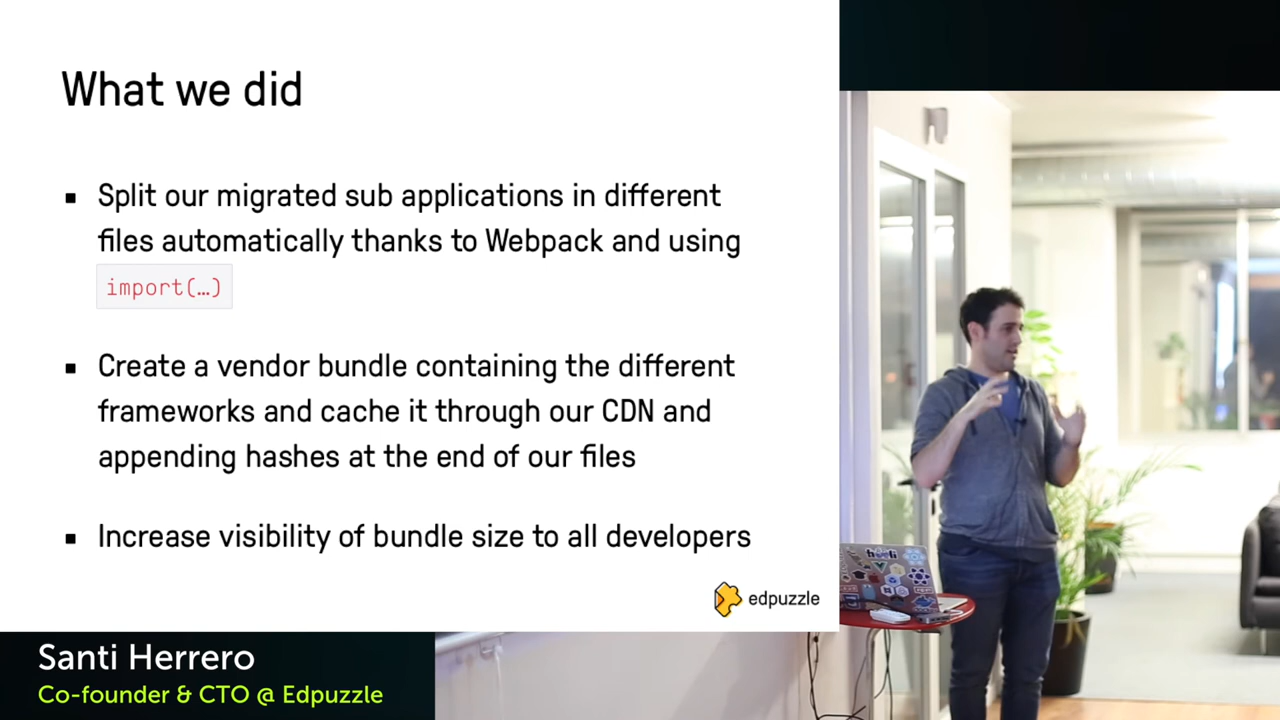 What we did
▪ Split our migrated sub applications in different
files automatically thanks to Webpack and using
import(…)
▪ Create a vendor bundle containing the different
frameworks and cache it through our CDN and
appending hashes at the end of our files
▪ Increase visibility of bundle size to all developers
edpuzzle
Santi Herrero
Co-founder & CTO @ Edpuzzle